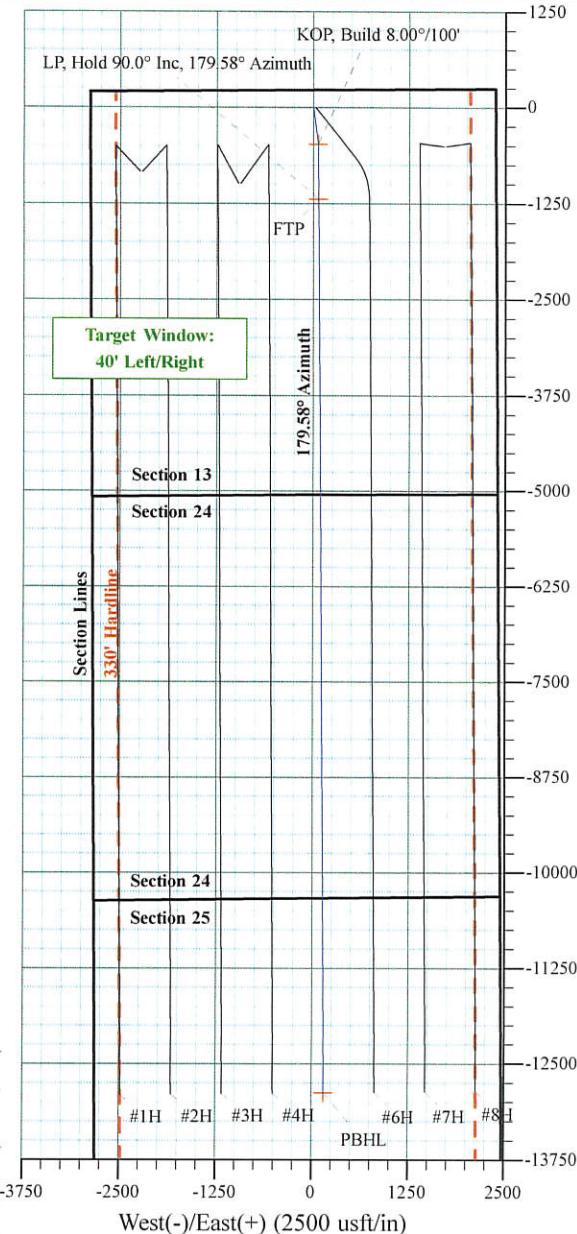 KOP, Build 8.00°/100'
LP, Hold 90.0° Inc, 179.58° Azimuth
FTP
Target Window:
40' Left/Right
179.58° Azimuth
Section 13
Section 24
Section Lines
330' Hardline
Section 24
Section 25
#1H
#2H
#3H
#4H
#6H
#7H
#8H
PBHL
1250
0
-1250
-2500
-3750
-5000
-6250
-7500
-8750
-10000
-11250
-12500
-13750
-3750
-2500
-1250
0
1250
2500
West(-)/East(+) (2500 usft/in)